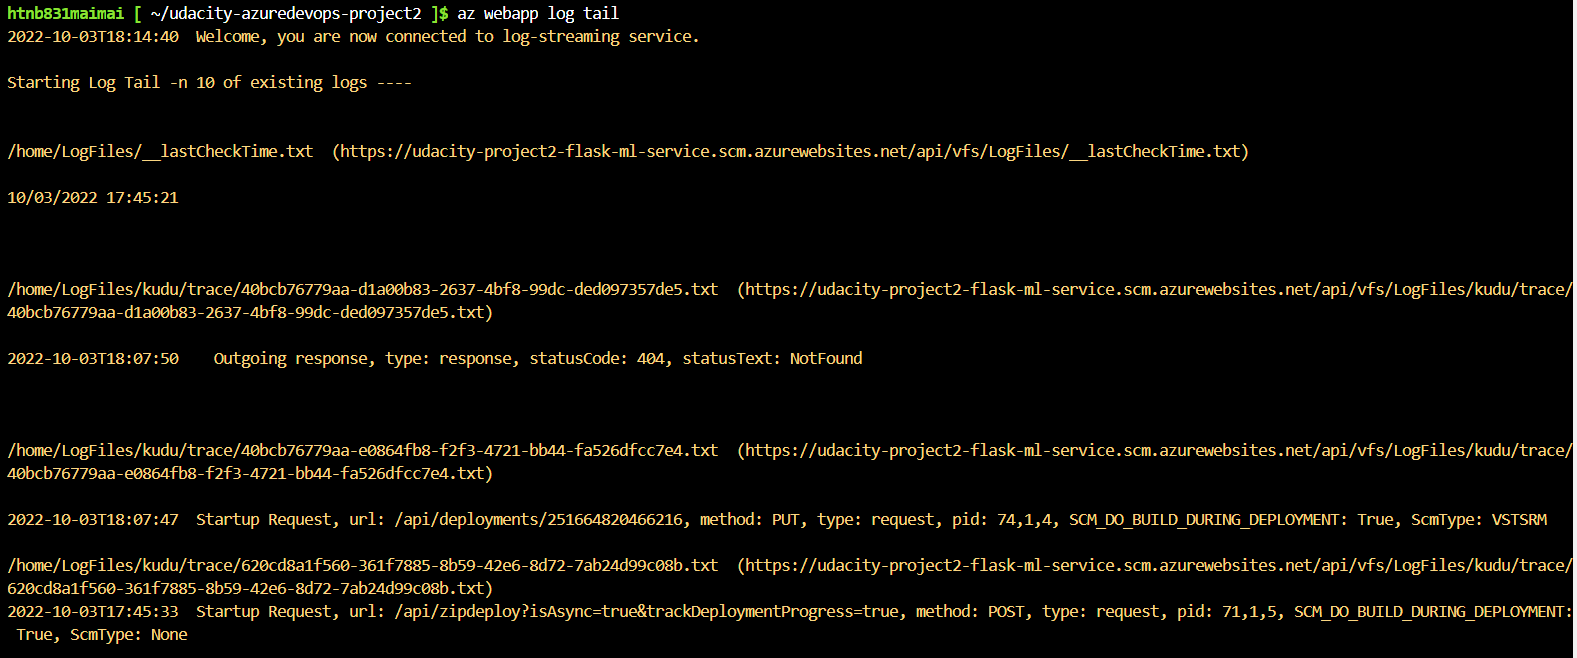 htnb831maimai [ ~/udacity-azuredevops-project2 ]$ az webapp log tail
2022-10-03T18:14:40  Welcome, you are now connected to log-streaming service.
Starting Log Tail -n 10 of existing logs ----
/home/LogFiles/__lastCheckTime.txt  (https://udacity-project2-flask-ml-service.scm.azurewebsites.net/api/vfs/LogFiles/__lastCheckTime.txt)
10/03/2022 17:45:21
/home/LogFiles/kudu/trace/40bcb76779aa-d1a00b83-2637-4bf8-99dc-ded097357de5.txt  (https://udacity-project2-flask-ml-service.scm.azurewebsites.net/api/vfs/LogFiles/kudu/trace/
40bcb76779aa-d1a00b83-2637-4bf8-99dc-ded097357de5.txt)
2022-10-03T18:07:50    Outgoing response, type: response, statusCode: 404, statusText: NotFound
/home/LogFiles/kudu/trace/40bcb76779aa-e0864fb8-f2f3-4721-bb44-fa526dfcc7e4.txt  (https://udacity-project2-flask-ml-service.scm.azurewebsites.net/api/vfs/LogFiles/kudu/trace/
40bcb76779aa-e0864fb8-f2f3-4721-bb44-fa526dfcc7e4.txt)
2022-10-03T18:07:47  Startup Request, url: /api/deployments/251664820466216, method: PUT, type: request, pid: 74,1,4, SCM_DO_BUILD_DURING_DEPLOYMENT: True, ScmType: VSTSRM
/home/LogFiles/kudu/trace/620cd8a1f560-361f7885-8b59-42e6-8d72-7ab24d99c08b.txt  (https://udacity-project2-flask-ml-service.scm.azurewebsites.net/api/vfs/LogFiles/kudu/trace/
620cd8a1f560-361f7885-8b59-42e6-8d72-7ab24d99c08b.txt)
2022-10-03T17:45:33  Startup Request, url: /api/zipdeploy?isAsync=true&trackDeploymentProgress=true, method: POST, type: request, pid: 71,1,5, SCM_DO_BUILD_DURING_DEPLOYMENT:
True, ScmType: None